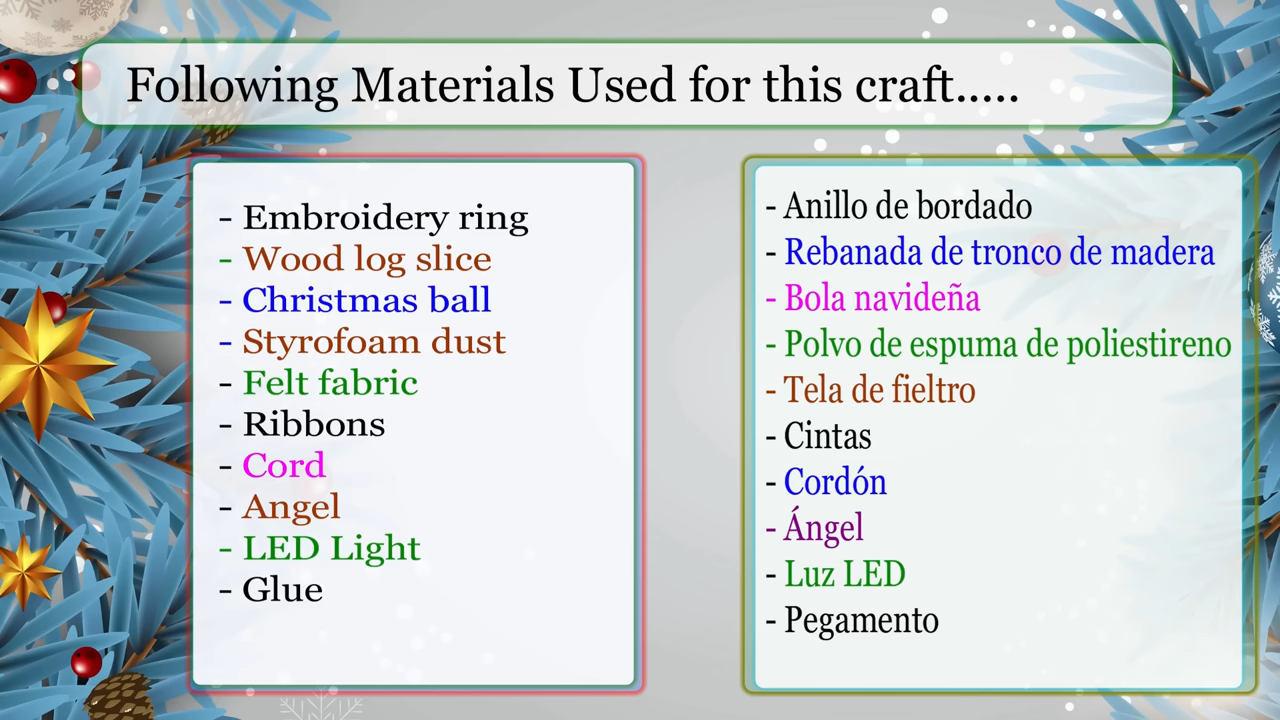 Following Materials Used for this craft.....
- Embroidery ring
- Wood log slice
- Christmas ball
- Styrofoam dust
- Felt fabric
- Ribbons
- Cord
- Angel
- LED Light
- Glue
- Anillo de bordado
- Rebanada de tronco de madera
- Bola navideña
- Polvo de espuma de poliestireno
- Tela de fieltro
- Cintas
- Cordón
- Ángel
- Luz LED
- Pegamento